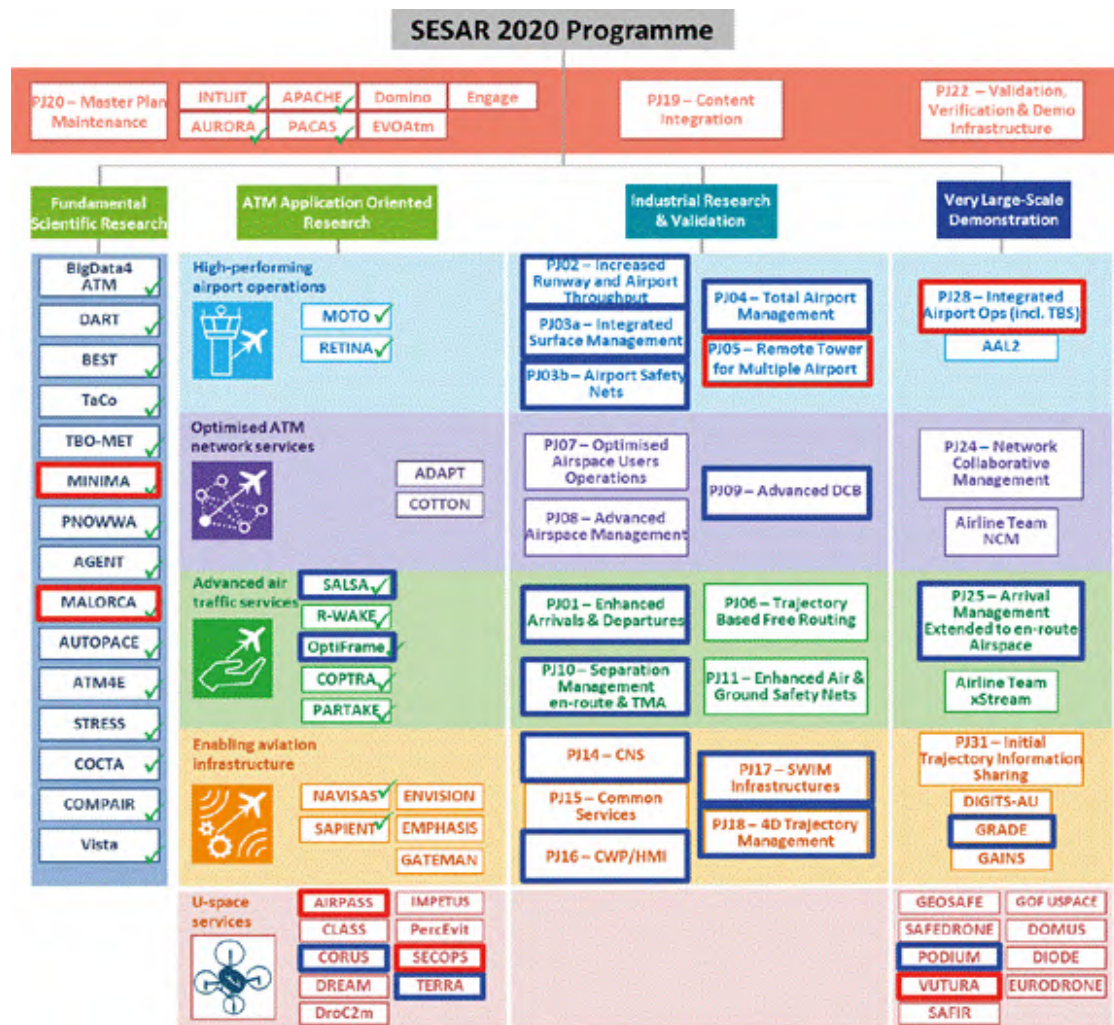 SESAR 2020 Programme
PJ20 – Master Plan
Maintenance
INTUIT
APACHE
Domino
Engage
AURORA
PACAS
EVOAtm
PJ19 – Content
Integration
PJ22 – Validation,
Verification & Demo
Infrastructure
Fundamental
Scientific Research
ATM Application Oriented
Research
Industrial Research
& Validation
Very Large-Scale
Demonstration
BigData4
ATM
DART
BEST
TaCo
TBO-MET
MINIMA
PNOWWA
AGENT
MALORCA
AUTOPACE
ATM4E
STRESS
COCTA
COMPAIR
Vista
High-performing
airport operations
MOTO
RETINA
PJ02 – Increased
Runway and Airport
Throughput
PJ03a – Integrated
Surface Management
PJ03b – Airport Safety
Nets
PJ04 – Total Airport
Management
PJ05 – Remote Tower
for Multiple Airport
PJ28 – Integrated
Airport Ops (incl. TBS)
AAL2
Optimised ATM
network services
ADAPT
COTTON
PJ07 – Optimised
Airspace Users
Operations
PJ08 – Advanced
Airspace Management
PJ09 – Advanced DCB
PJ24 – Network
Collaborative
Management
Airline Team
NCM
Advanced air
traffic services
SALSA
R-WAKE
OptiFrame
COPTRA
PARTAKE
PJ01 – Enhanced
Arrivals & Departures
PJ10 – Separation
Management
en-route & TMA
PJ06 – Trajectory
Based Free Routing
PJ11 – Enhanced Air &
Ground Safety Nets
PJ25 – Arrival
Management
Extended to en-route
Airspace
Airline Team
xStream
Enabling aviation
infrastructure
NAVISAS
ENVISION
SAPIENT
EMPHASIS
GATEMAN
PJ14 – CNS
PJ15 – Common
Services
PJ16 – CWP/HMI
PJ17 – SWIM
Infrastructures
PJ18 – 4D Trajectory
Management
PJ31 – Initial
Trajectory Information
Sharing
DIGITS-AU
GRADE
GAINS
U-space
services
AIRPASS
IMPETUS
CLASS
PercEvit
CORUS
SECOPS
DREAM
TERRA
DroC2m
GEOSAFE
GOF USPACE
SAFEDRONE
DOMUS
PODIUM
DIODE
VUTURA
EURODRONE
SAFIR